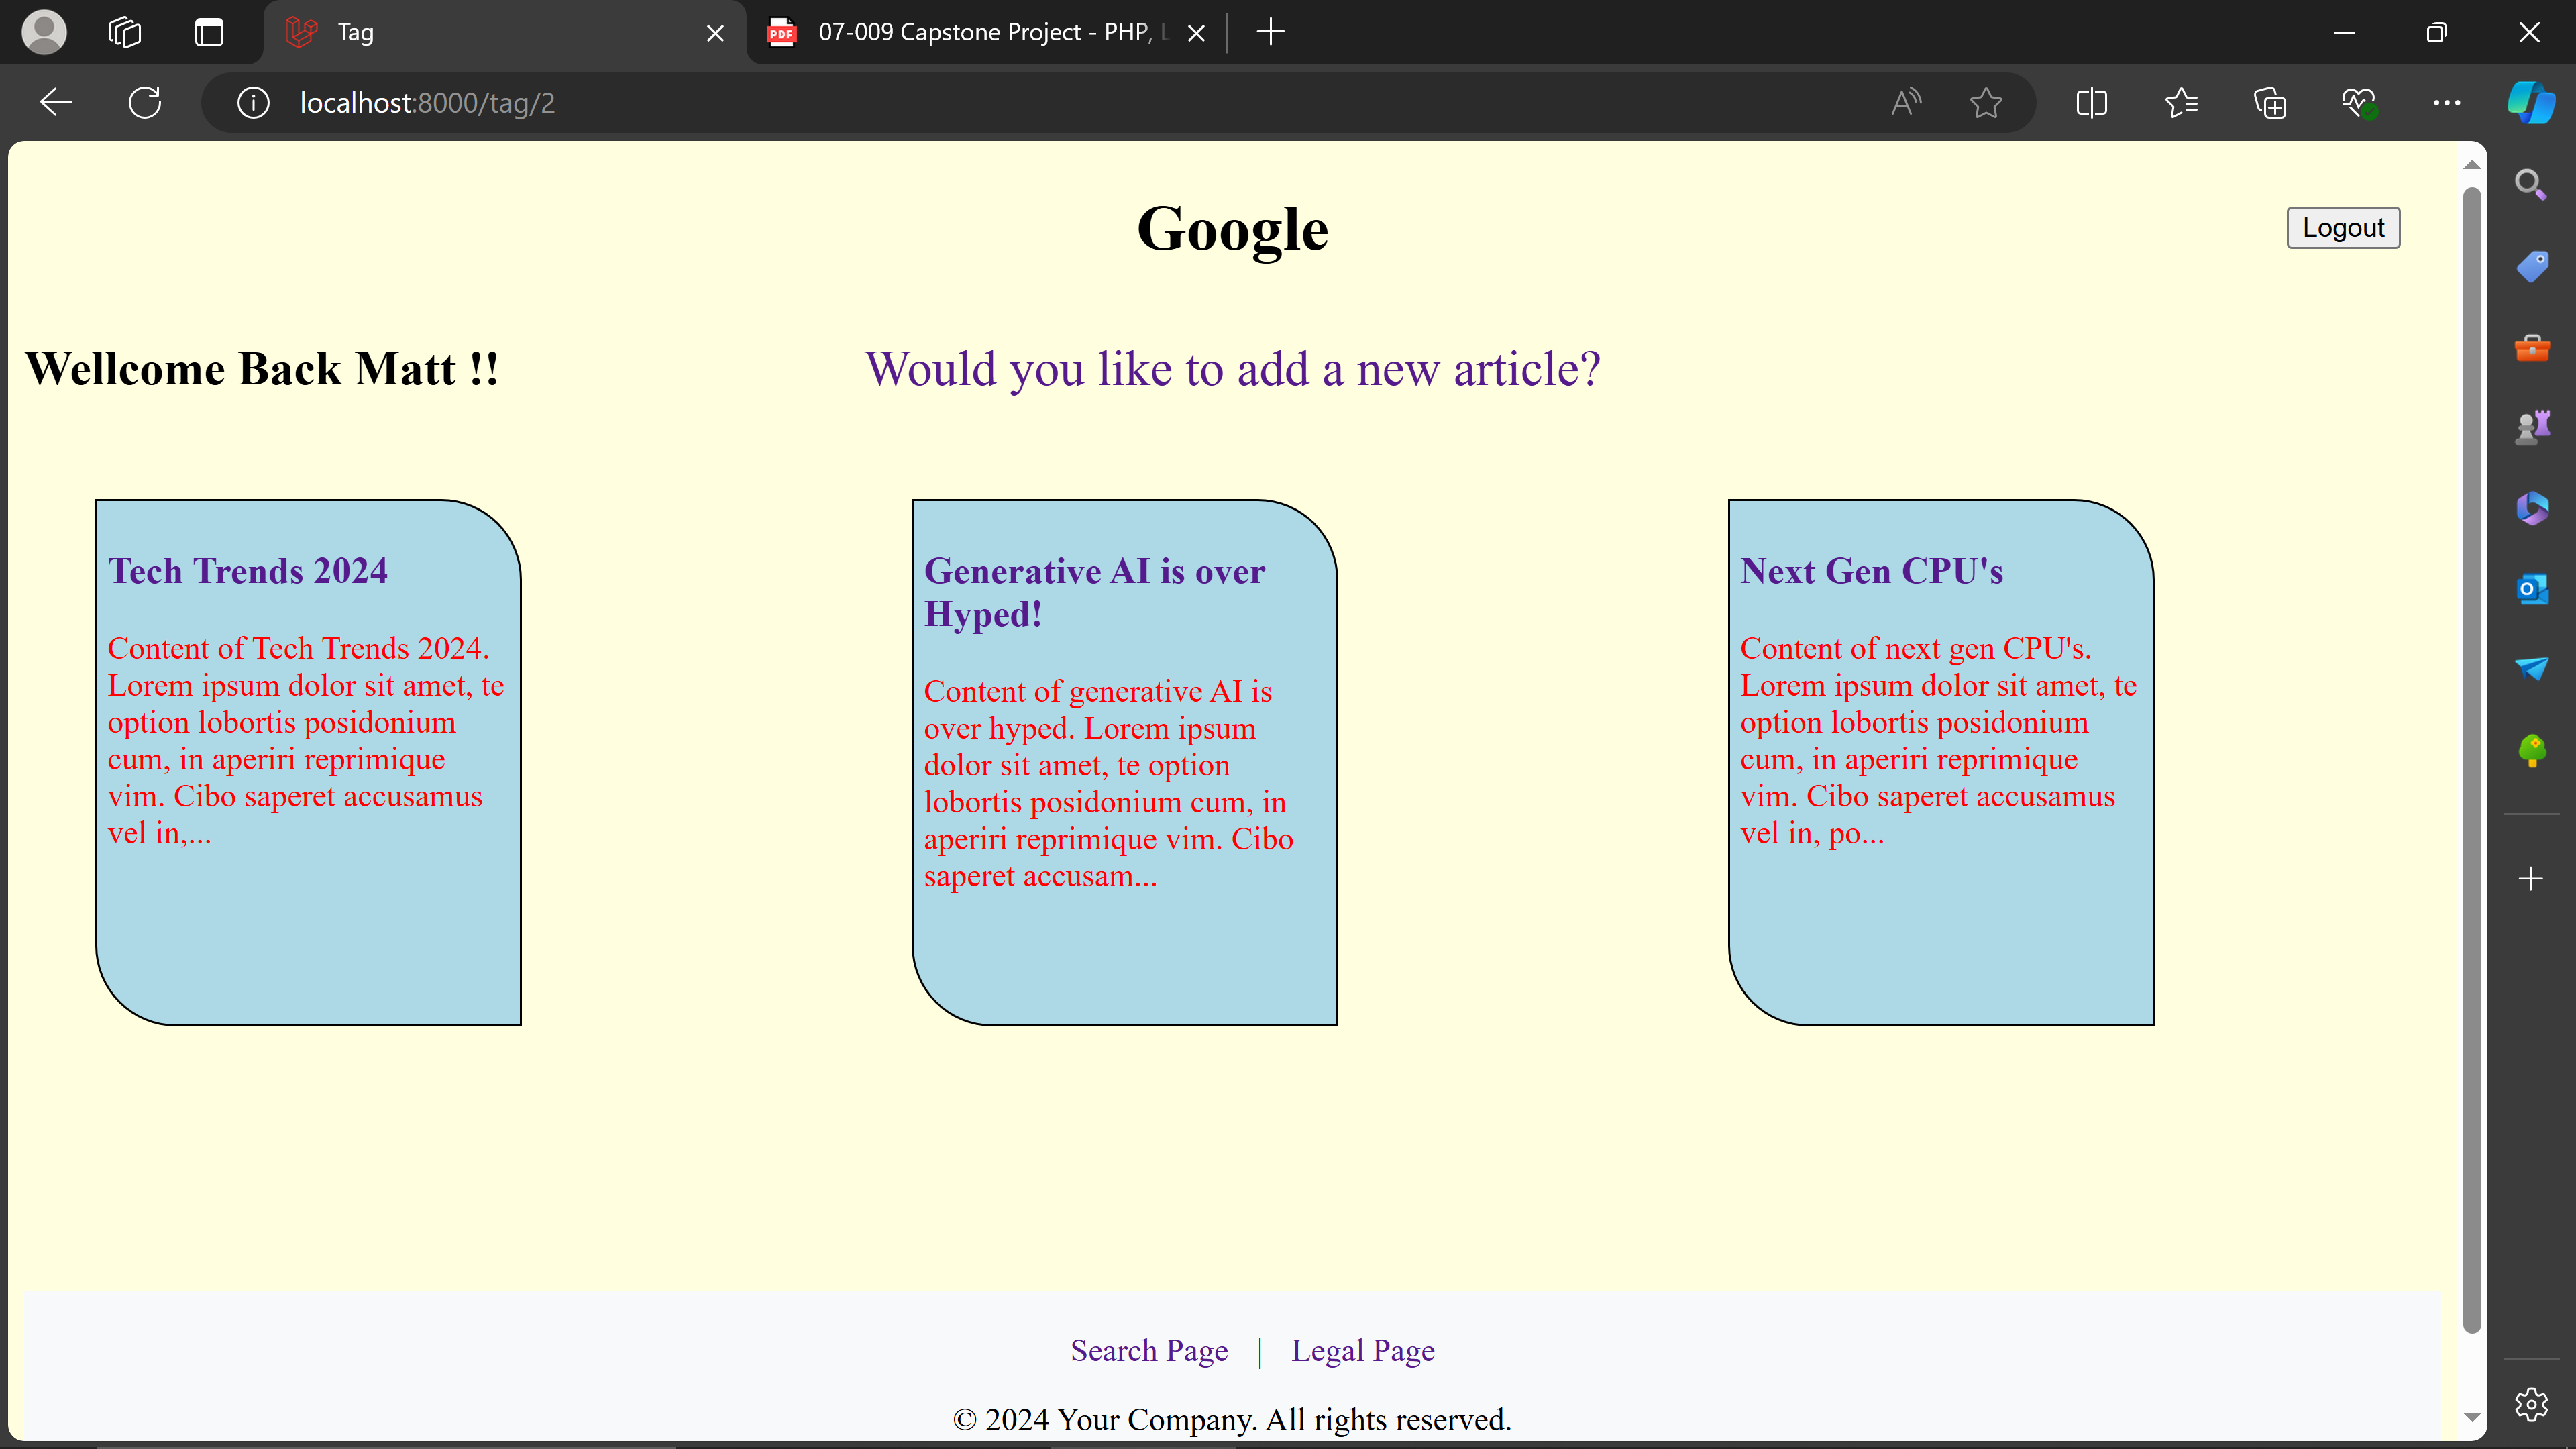 Tag
07-009 Capstone Project - PHP, L
localhost:8000/tag/2
Google
Logout
Wellcome Back Matt !!
Would you like to add a new article?
Tech Trends 2024
Content of Tech Trends 2024.
Lorem ipsum dolor sit amet, te
option lobortis posidonium
cum, in aperiri reprimique
vim. Cibo saperet accusamus
vel in,...
Generative AI is over
Hyped!
Content of generative AI is
over hyped. Lorem ipsum
dolor sit amet, te option
lobortis posidonium cum, in
aperiri reprimique vim. Cibo
saperet accusam...
Next Gen CPU's
Content of next gen CPU's.
Lorem ipsum dolor sit amet, te
option lobortis posidonium
cum, in aperiri reprimique
vim. Cibo saperet accusamus
vel in, po...
Search Page | Legal Page
© 2024 Your Company. All rights reserved.